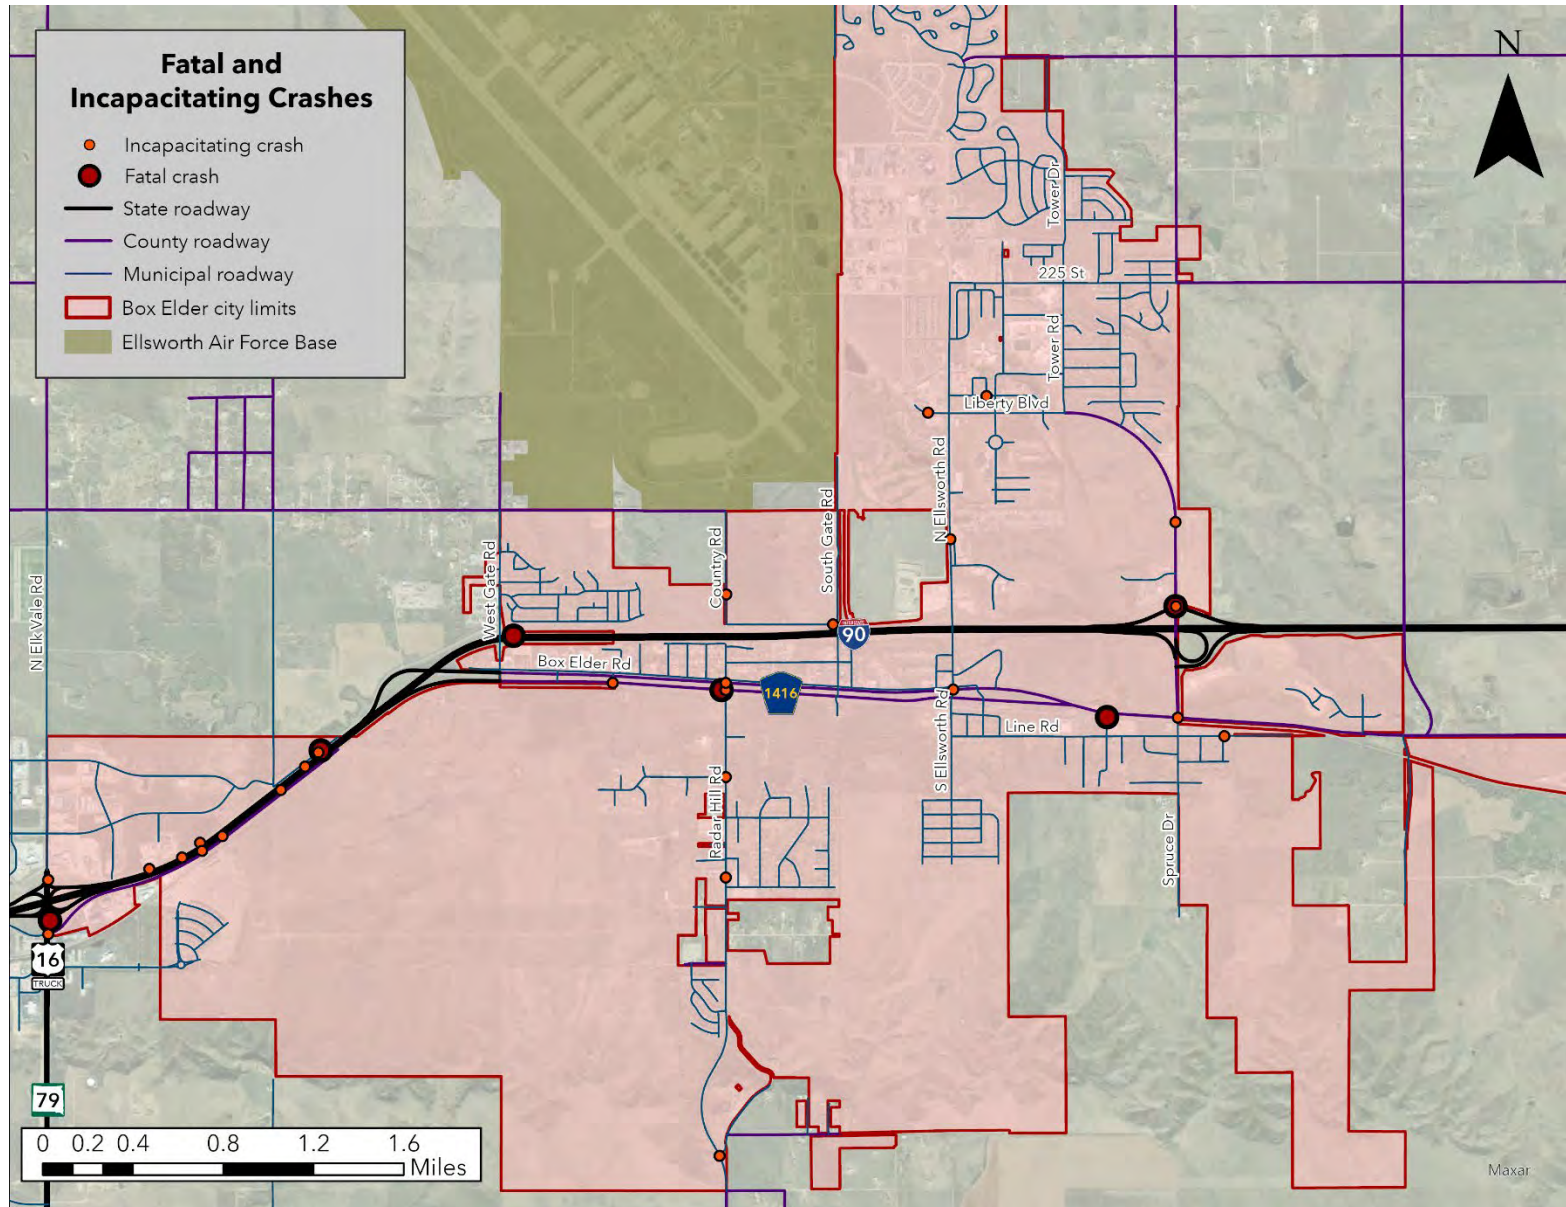 Fatal and
Incapacitating Crashes
Incapacitating crash
Fatal crash
State roadway
County roadway
Municipal roadway
Box Elder city limits
Ellsworth Air Force Base
N
Tower Dr
225 St
Tower Rd
Liberty Blvd
N Ellsworth Rd
South Gate Rd
Country Rd
West Gate Rd
N Elk Vale Rd
90
Box Elder Rd
1416
Line Rd
S Ellsworth Rd
Radar Hill Rd
Spruce Dr
16
TRUCK
79
0 0.2 0.4 0.8 1.2 1.6
Miles
Maxar